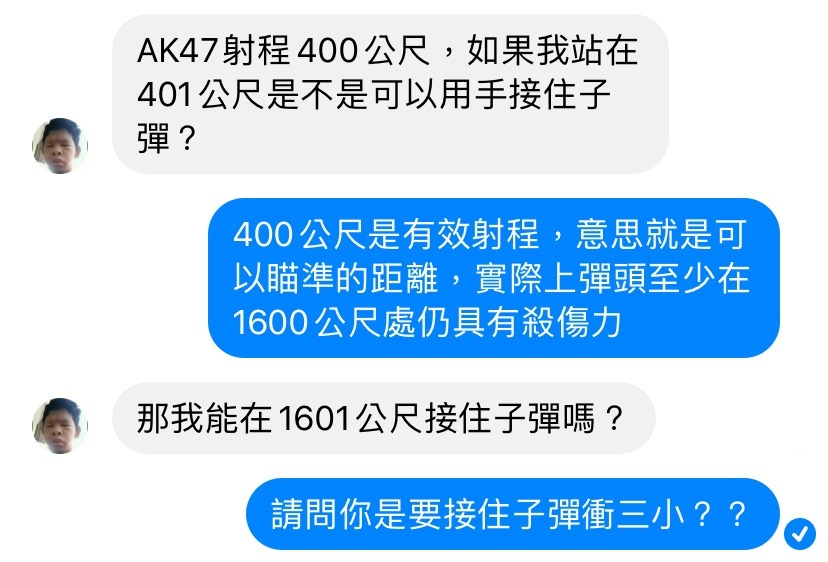 AK47射程400公尺，如果我站在
401公尺是不是可以用手接住子
彈？
400公尺是有效射程，意思就是可
以瞄準的距離，實際上彈頭至少在
1600公尺處仍具有殺傷力
那我能在1601公尺接住子彈嗎？
請問你是要接住子彈衝三小？？